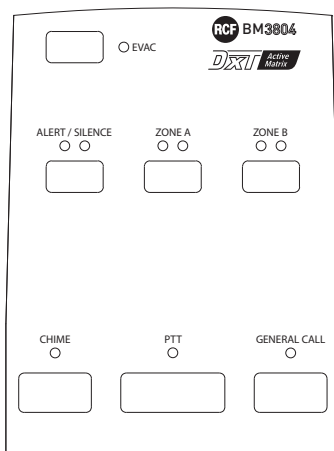 RCF BM3804
EVAC
DXT Active Matrix
ALERT / SILENCE ZONE A ZONE B
CHIME PTT GENERAL CALL